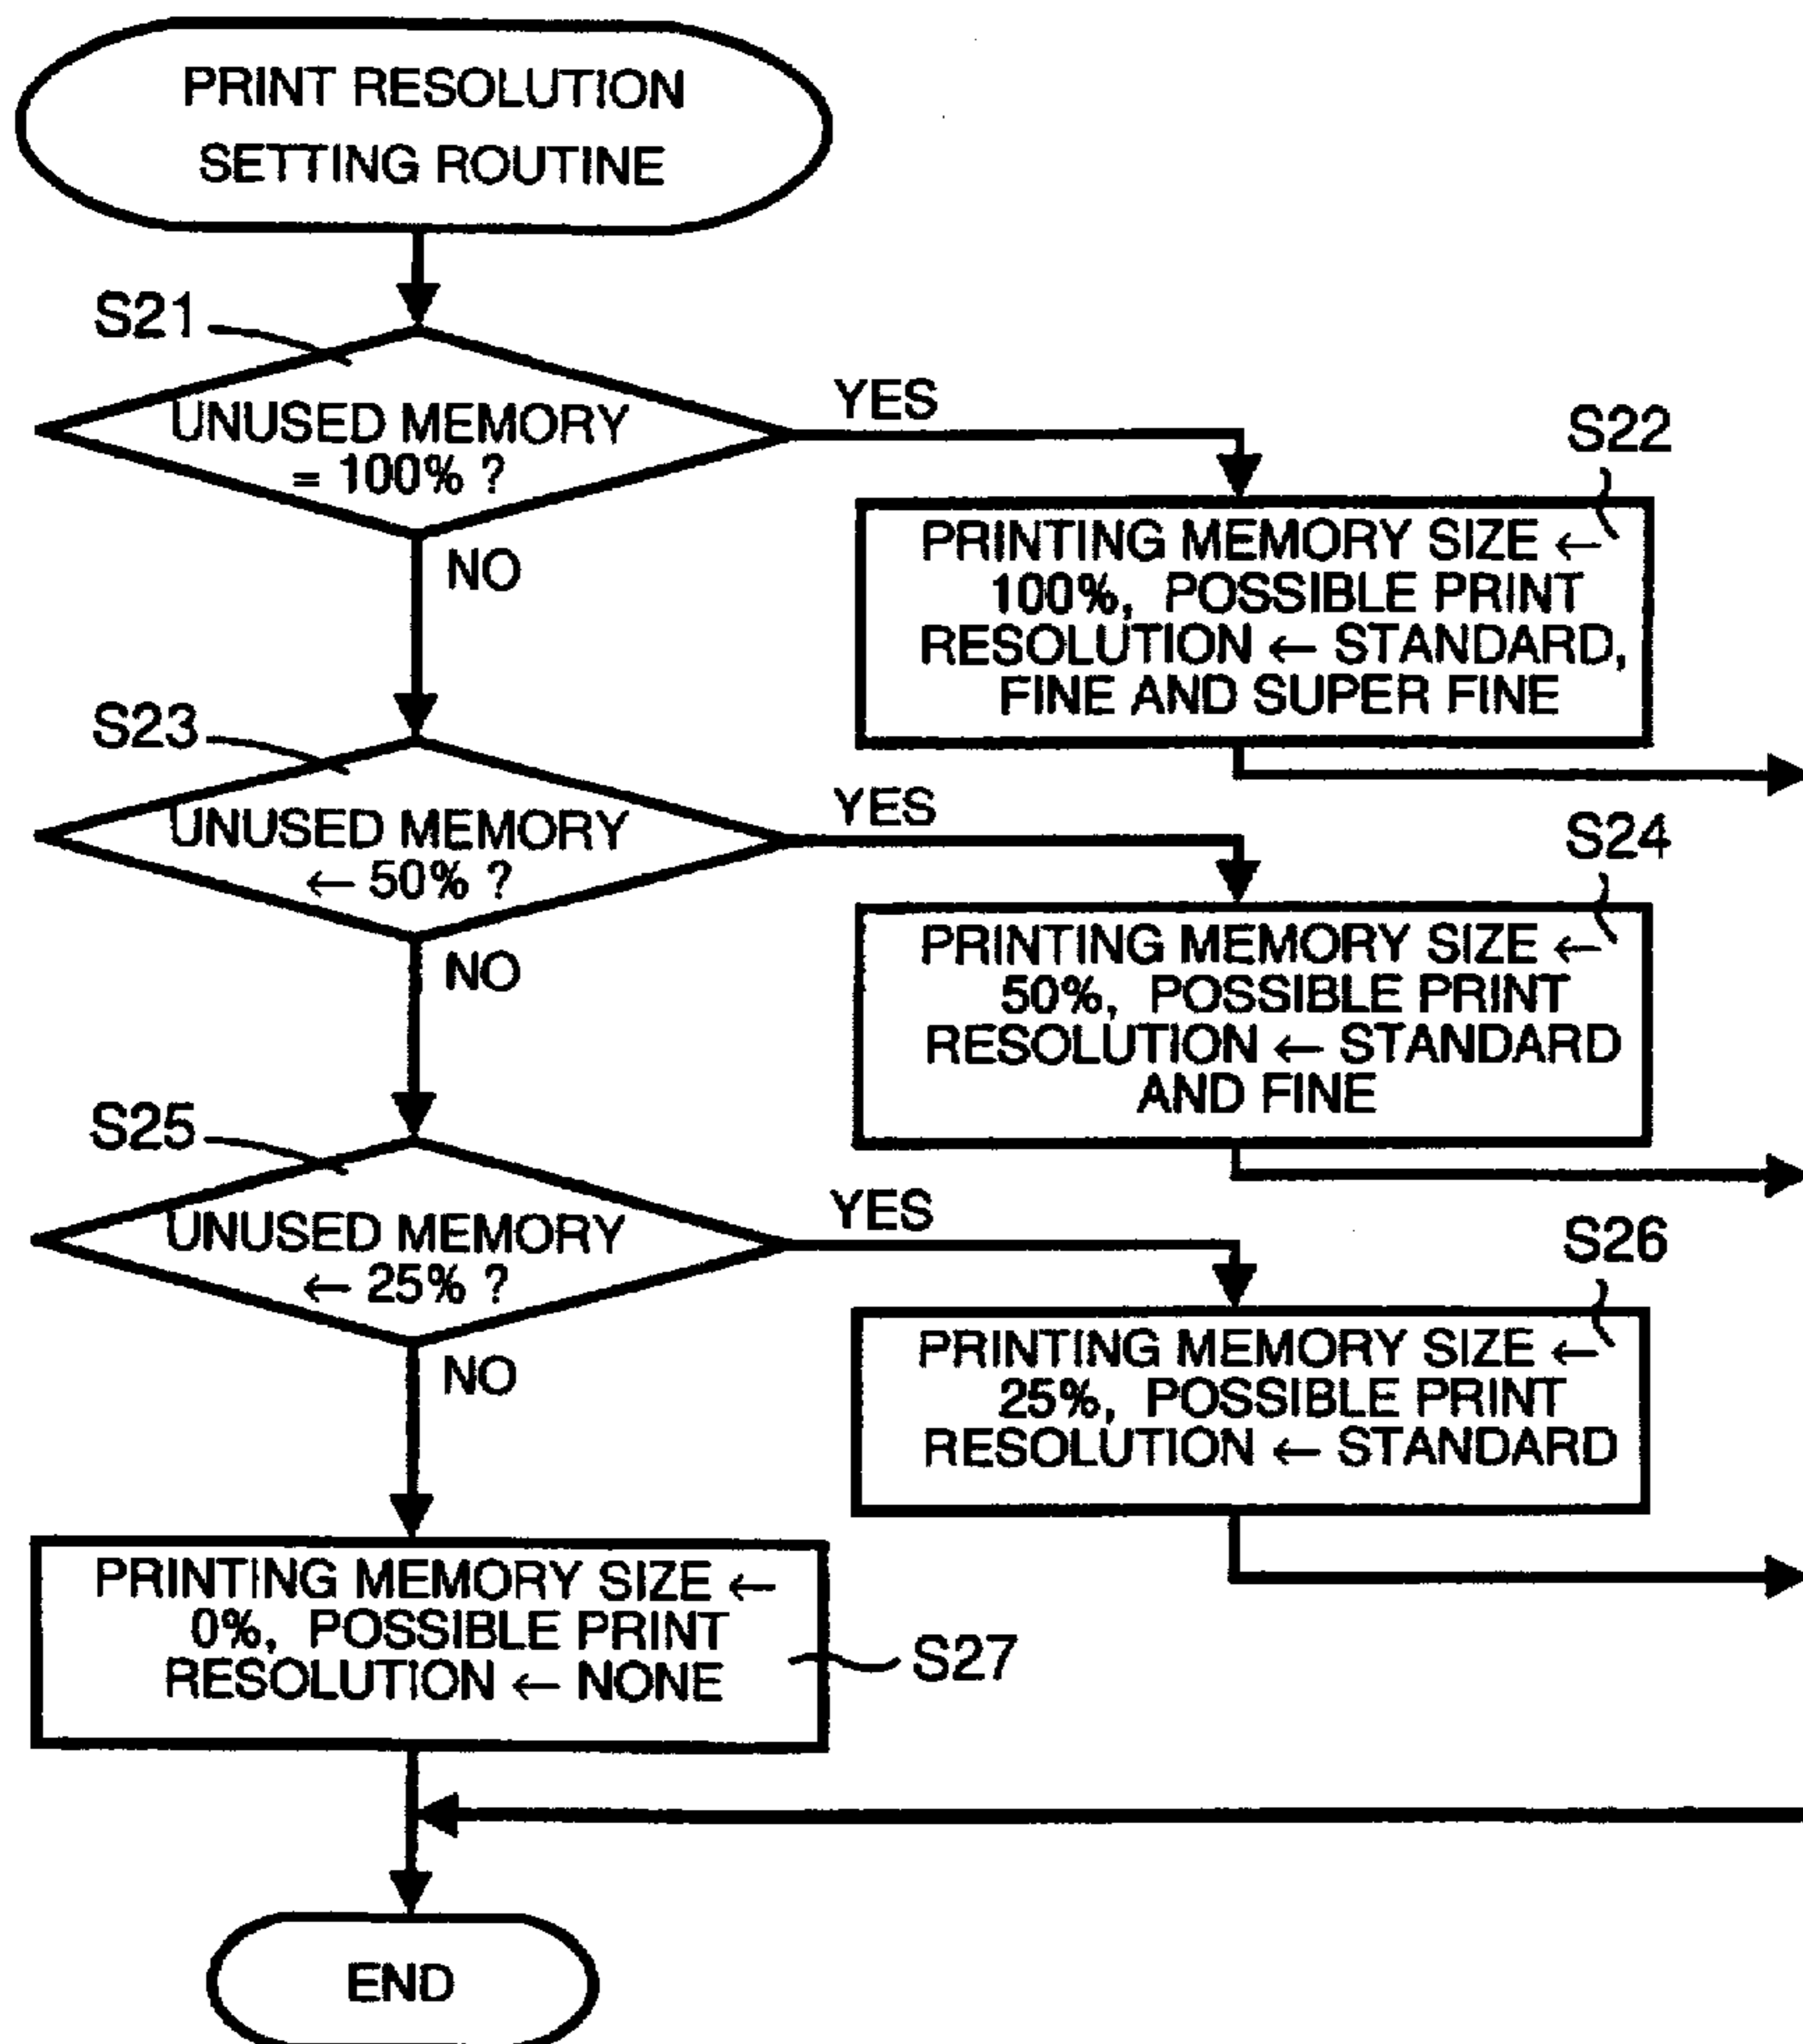 PRINT RESOLUTION
SETTING ROUTINE
S21
UNUSED MEMORY
= 100% ?
YES
NO
S22
PRINTING MEMORY SIZE ←
100%, POSSIBLE PRINT
RESOLUTION ← STANDARD,
FINE AND SUPER FINE
S23
UNUSED MEMORY
← 50% ?
YES
NO
S24
PRINTING MEMORY SIZE ←
50%, POSSIBLE PRINT
RESOLUTION ← STANDARD
AND FINE
S25
UNUSED MEMORY
← 25% ?
YES
NO
S26
PRINTING MEMORY SIZE ←
25%, POSSIBLE PRINT
RESOLUTION ← STANDARD
PRINTING MEMORY SIZE ←
0%, POSSIBLE PRINT
RESOLUTION ← NONE
S27
END